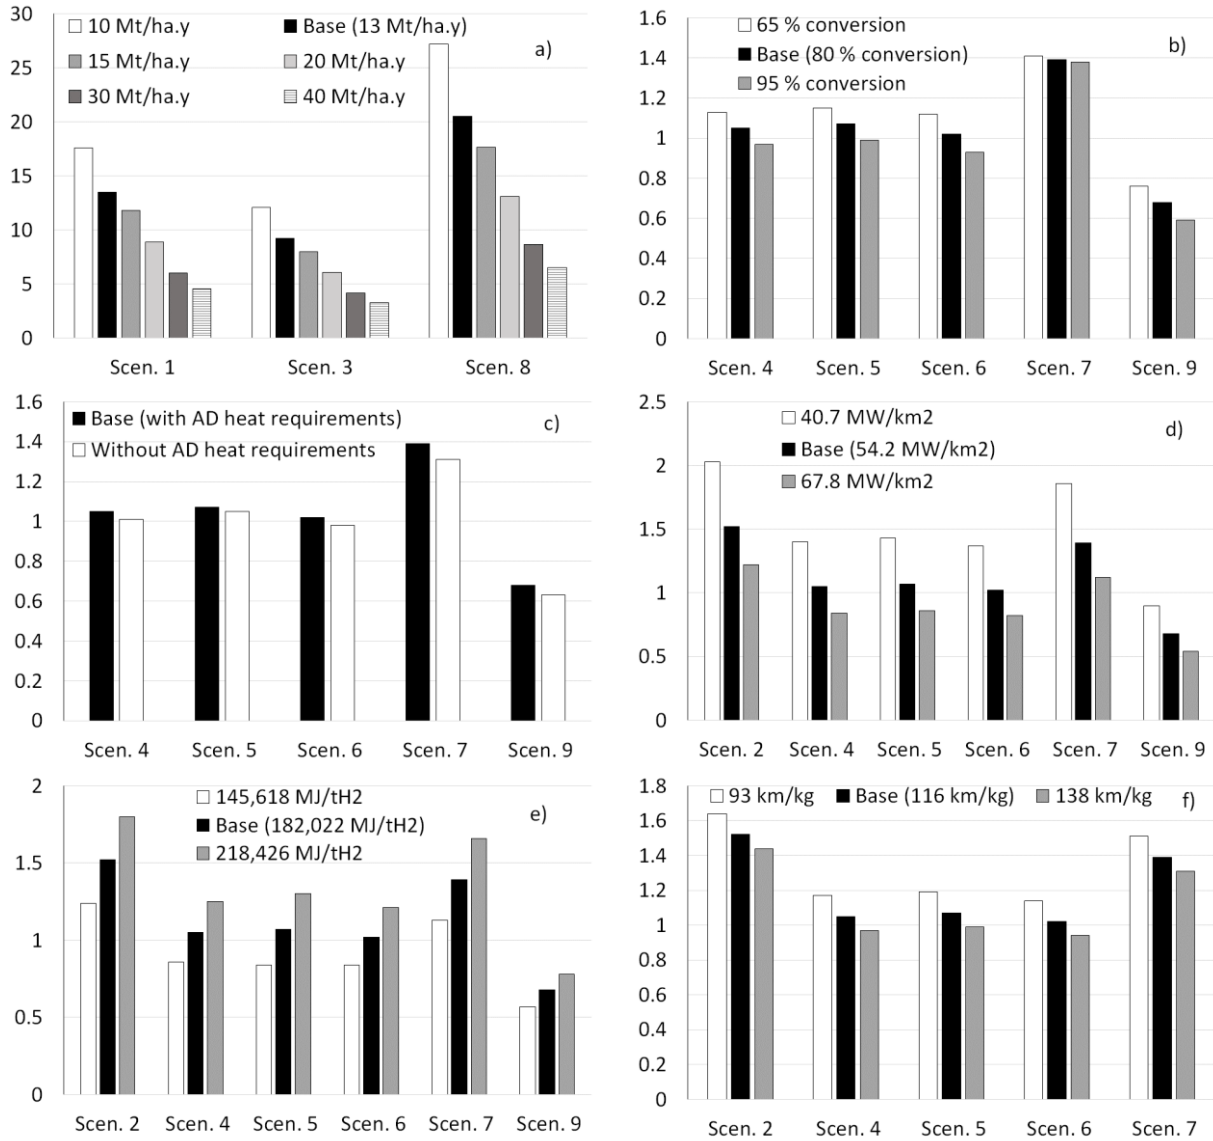 30
25
20
15
10
5
0
10 Mt/ha.y
Base (13 Mt/ha.y)
15 Mt/ha.y
20 Mt/ha.y
30 Mt/ha.y
40 Mt/ha.y
a)
Scen. 1
Scen. 3
Scen. 8
1.6
1.4
1.2
1
0.8
0.6
0.4
0.2
0
65 % conversion
Base (80 % conversion)
95 % conversion
b)
Scen. 4
Scen. 5
Scen. 6
Scen. 7
Scen. 9
1.6
1.4
1.2
1
0.8
0.6
0.4
0.2
0
Base (with AD heat requirements)
Without AD heat requirements
c)
Scen. 4
Scen. 5
Scen. 6
Scen. 7
Scen. 9
2.5
2
1.5
1
0.5
0
40.7 MW/km2
Base (54.2 MW/km2)
67.8 MW/km2
d)
Scen. 2
Scen. 4
Scen. 5
Scen. 6
Scen. 7
Scen. 9
2
1.5
1
0.5
0
145,618 MJ/tH2
Base (182,022 MJ/tH2)
218,426 MJ/tH2
e)
Scen. 2
Scen. 4
Scen. 5
Scen. 6
Scen. 7
Scen. 9
1.8
1.6
1.4
1.2
1
0.8
0.6
0.4
0.2
0
93 km/kg
Base (116 km/kg)
138 km/kg
f)
Scen. 2
Scen. 4
Scen. 5
Scen. 6
Scen. 7